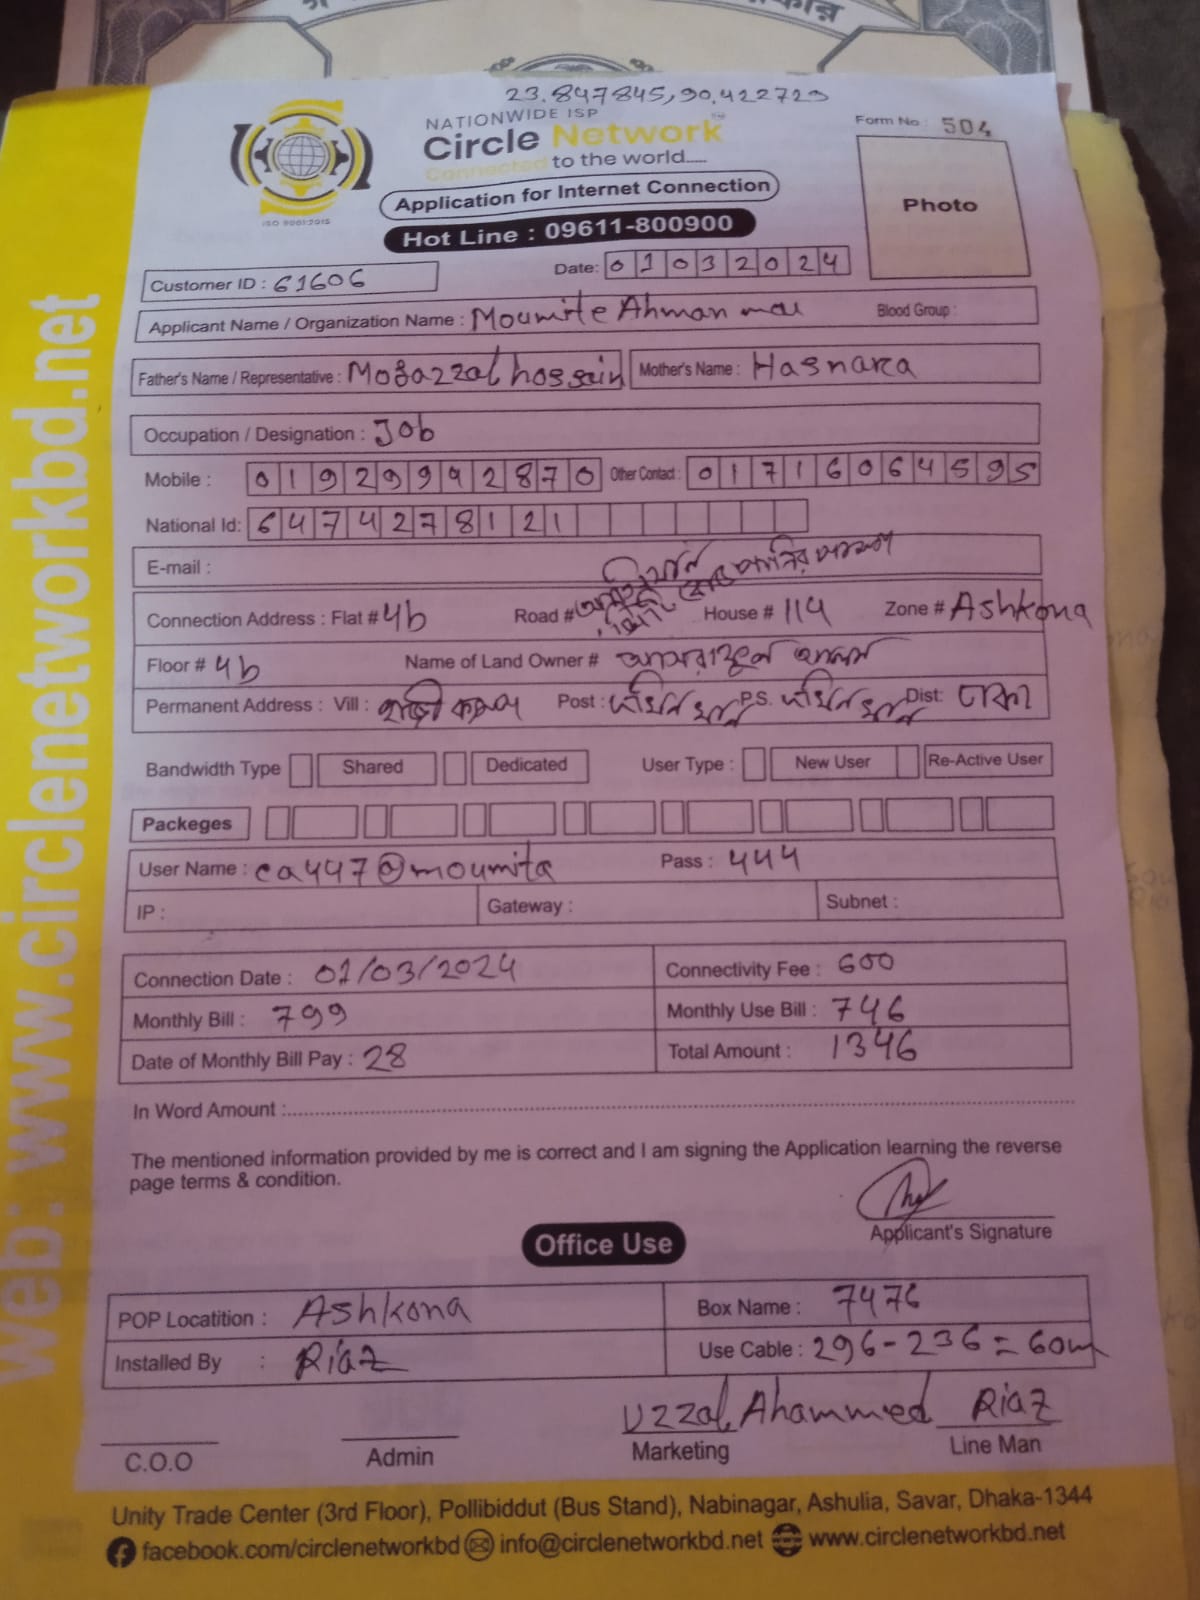 23.847845, 90.422729
NATIONWIDE ISP
Circle Network TM
Connected to the world.....
Form No : 504
Photo
ISO 9001:2015
Application for Internet Connection
Hot Line : 09611-800900
Customer ID : 61606
Date: 01032024
Applicant Name / Organization Name : Moumite Ahman Blood Group :
Father's Name / Representative : Mofazzal hossain Mother's Name : Hasnara
Occupation / Designation : Job
Mobile : 01929942870 Other Contact : 01716064595
National Id: 6474278121
E-mail :
Connection Address : Flat # 4b Road # House # 114 Zone # Ashkona
Floor # 4b Name of Land Owner #
Permanent Address : Vill : Post : P.S. Dist: ঢাকা
Bandwidth Type Shared Dedicated User Type : New User Re-Active User
Packeges
User Name : ca447@moumita Pass : 444
IP : Gateway : Subnet :
Connection Date : 01/03/2024 Connectivity Fee : 600
Monthly Bill : 799 Monthly Use Bill : 746
Date of Monthly Bill Pay : 28 Total Amount : 1346
In Word Amount :
The mentioned information provided by me is correct and I am signing the Application learning the reverse
page terms & condition.
Applicant's Signature
Office Use
POP Locatition : Ashkona Box Name : 7476
Installed By : Riaz Use Cable : 296-236=60m
Uzzal Ahammed Riaz
C.O.O Admin Marketing Line Man
Unity Trade Center (3rd Floor), Pollibiddut (Bus Stand), Nabinagar, Ashulia, Savar, Dhaka-1344
facebook.com/circlenetworkbd info@circlenetworkbd.net www.circlenetworkbd.net
web: www.circlenetworkbd.net